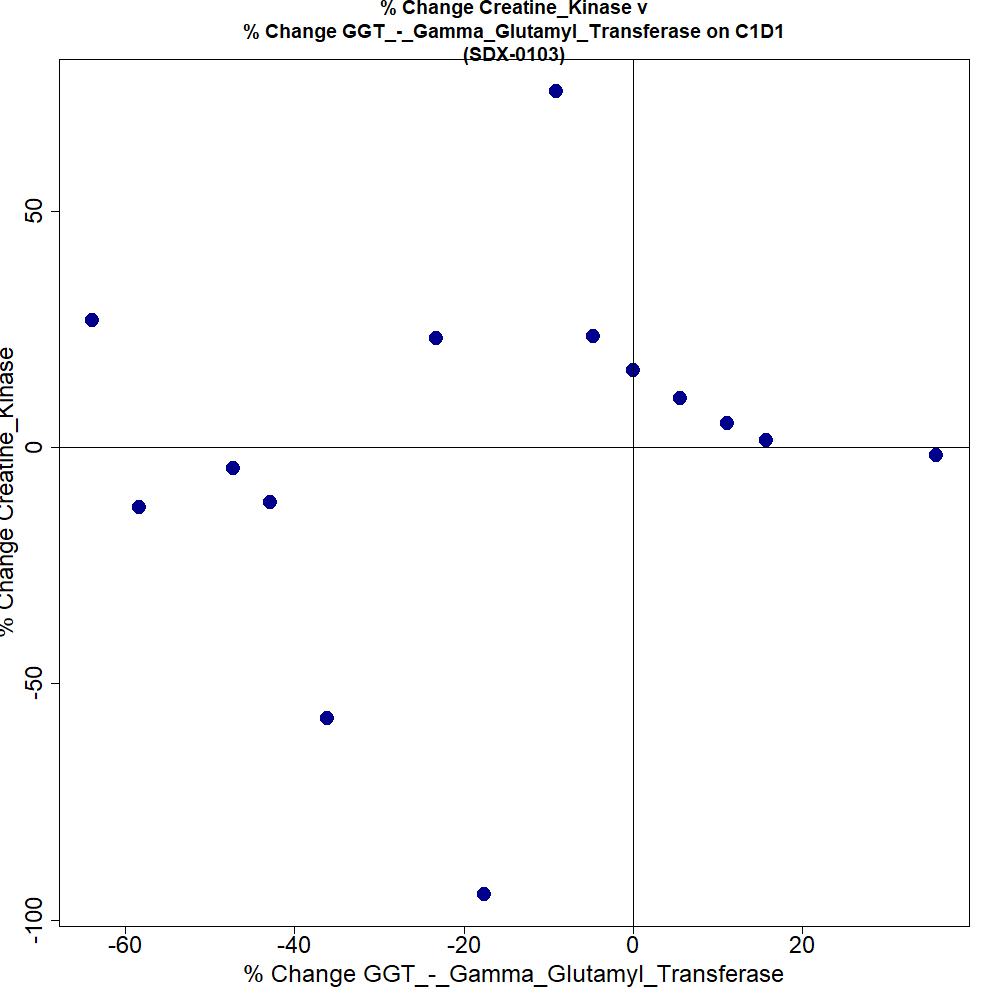 % Change Creatine_Kinase v
% Change GGT_-_Gamma_Glutamyl_Transferase on C1D1
(SDX-0103)
% Change Creatine_Kinase
50
0
-50
-100
-60
-40
-20
0
20
% Change GGT_-_Gamma_Glutamyl_Transferase